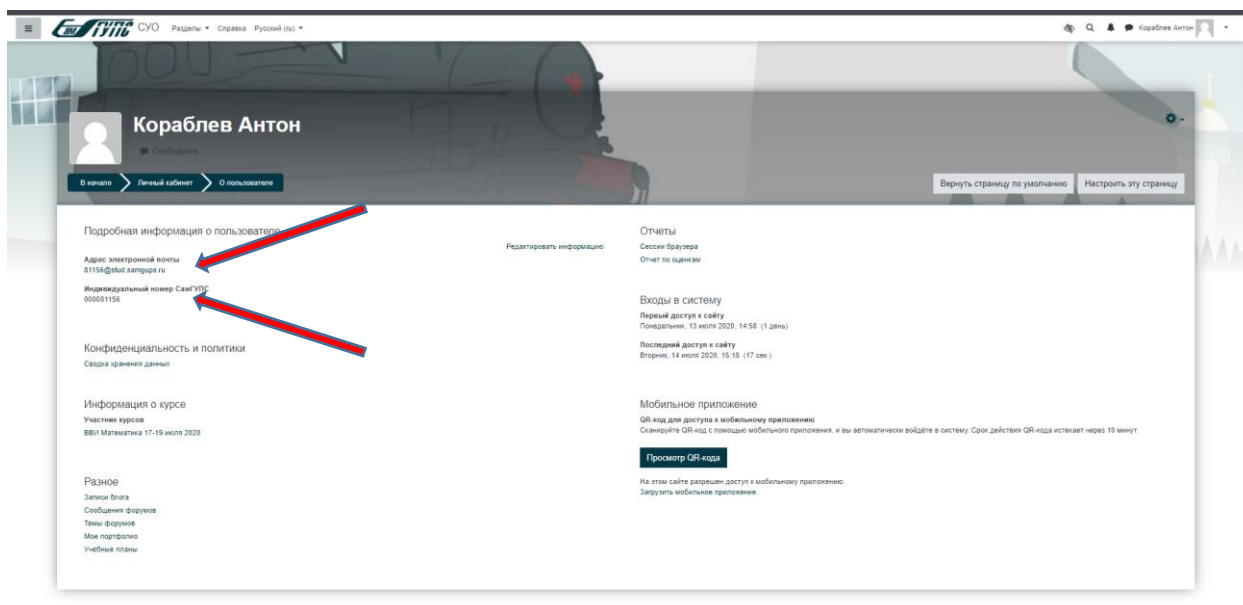 СамГУПС СУО Разделы Справка Русский (ru) Кораблев Антон
Кораблев Антон
Сообщение
В начало Личный кабинет О пользователе
Вернуть страницу по умолчанию Настроить эту страницу
Подробная информация о пользователе
Редактировать информацию
Адрес электронной почты
81156@stud.samgups.ru
Индивидуальный номер СамГУПС
000081156
Конфиденциальность и политики
Сводка хранения данных
Информация о курсе
Участник курсов
ВВИ Математика 17-19 июля 2020
Разное
Записи блога
Сообщения форумов
Темы форумов
Мое портфолио
Учебные планы
Отчеты
Сессии браузера
Отчет по оценкам
Входы в систему
Первый доступ к сайту
Понедельник, 13 июля 2020, 14:58 (1 день)
Последний доступ к сайту
Вторник, 14 июля 2020, 15:18 (17 сек.)
Мобильное приложение
QR-код для доступа к мобильному приложению
Сканируйте QR-код с помощью мобильного приложения, и вы автоматически войдёте в систему. Срок действия QR-кода истекает через 10 минут.
Просмотр QR-кода
На этом сайте разрешен доступ к мобильному приложению.
Загрузить мобильное приложение